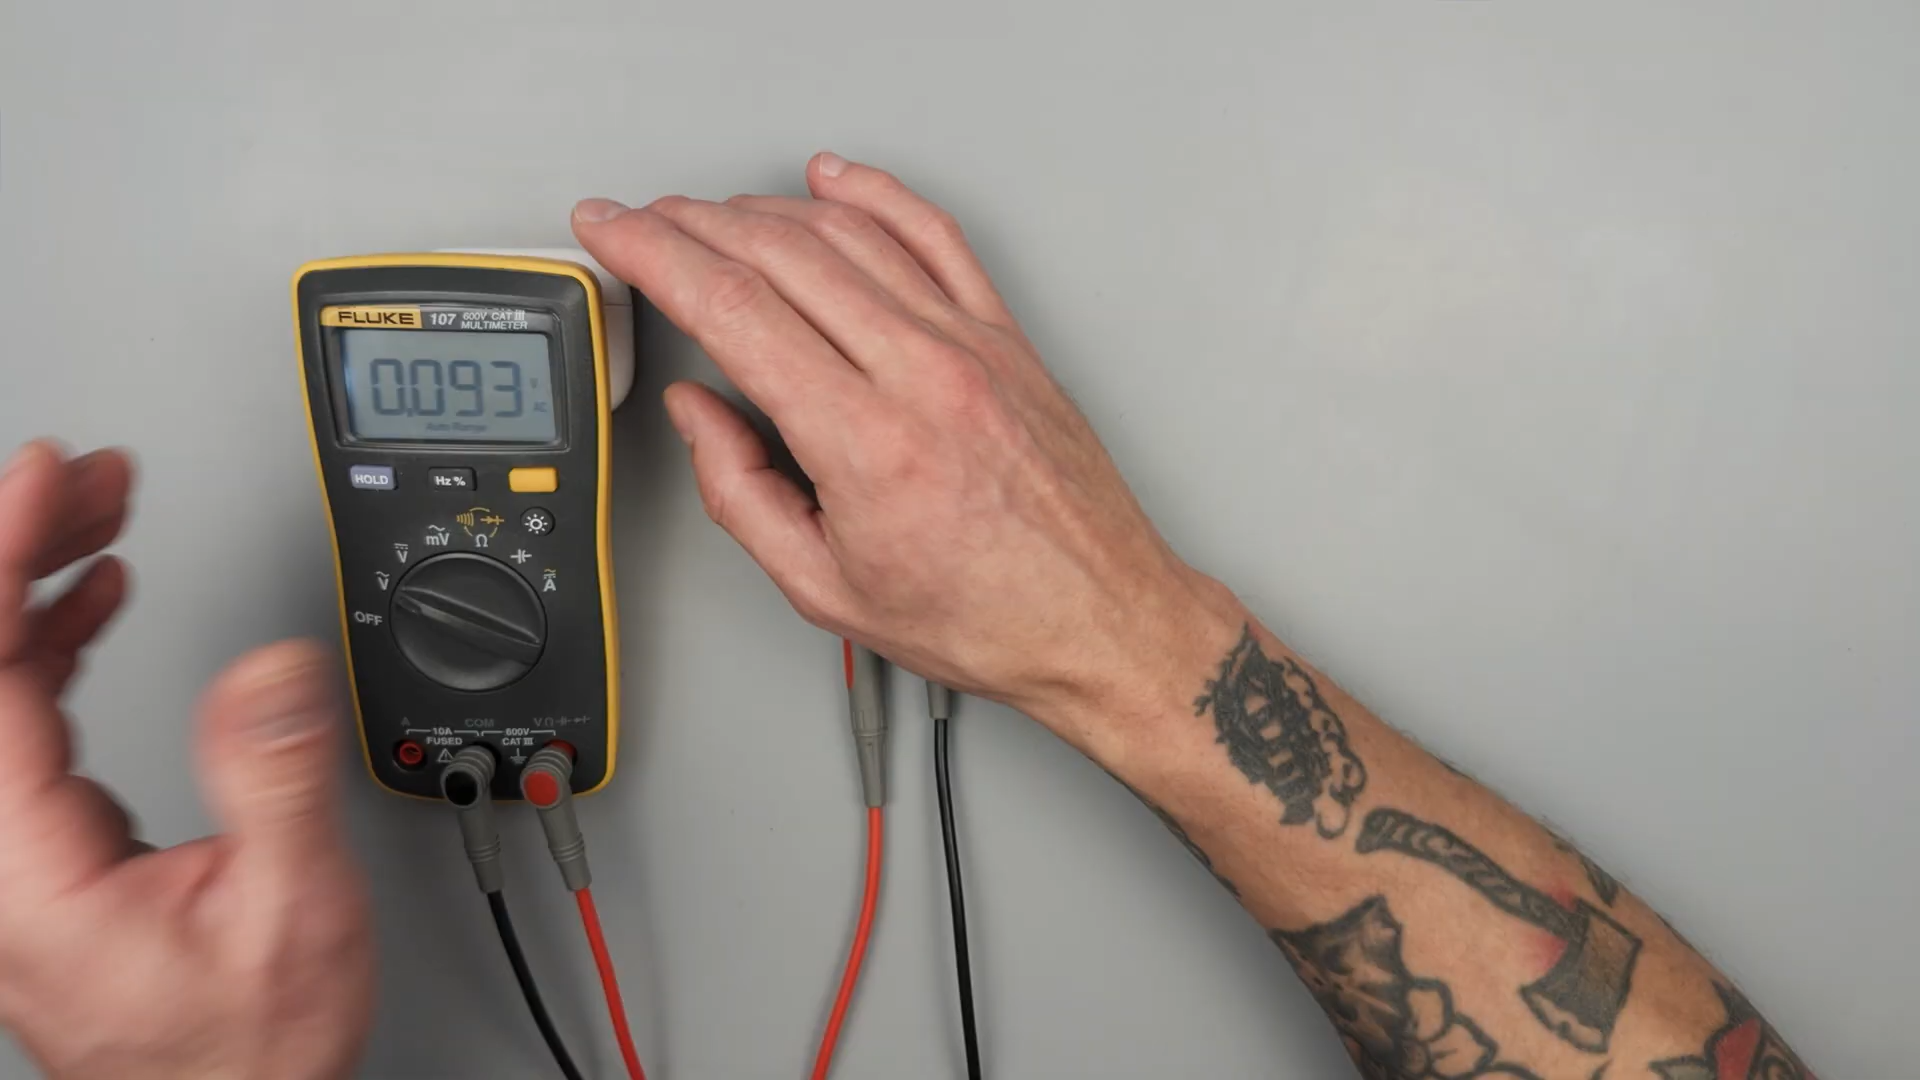 FLUKE 107 600V CAT III
MULTIMETER
0.093 V
AC
Auto Range
HOLD Hz %
mV Ω
V
V A
OFF
A COM VΩ
10A 600V
FUSED CAT III